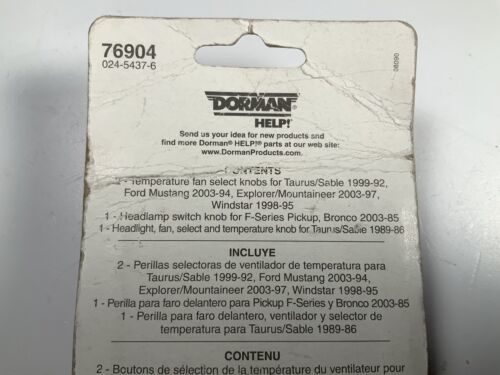 76904
024-5437-6
08090
DORMAN®
HELP!®
Send us your idea for new products and
find more Dorman® HELP!® parts at our web site:
www.DormanProducts.com.
CONTENTS
2 - Temperature fan select knobs for Taurus/Sable 1999-92,
Ford Mustang 2003-94, Explorer/Mountaineer 2003-97,
Windstar 1998-95
1 - Headlamp switch knob for F-Series Pickup, Bronco 2003-85
1 - Headlight, fan, select and temperature knob for Taurus/Sable 1989-86
INCLUYE
2 - Perillas selectoras de ventilador de temperatura para
Taurus/Sable 1999-92, Ford Mustang 2003-94,
Explorer/Mountaineer 2003-97, Windstar 1998-95
1 - Perilla para faro delantero para Pickup F-Series y Bronco 2003-85
1 - Perilla para faro delantero, ventilador y selector de
temperatura para Taurus/Sable 1989-86
CONTENU
2 - Boutons de sélection de la température du ventilateur pour